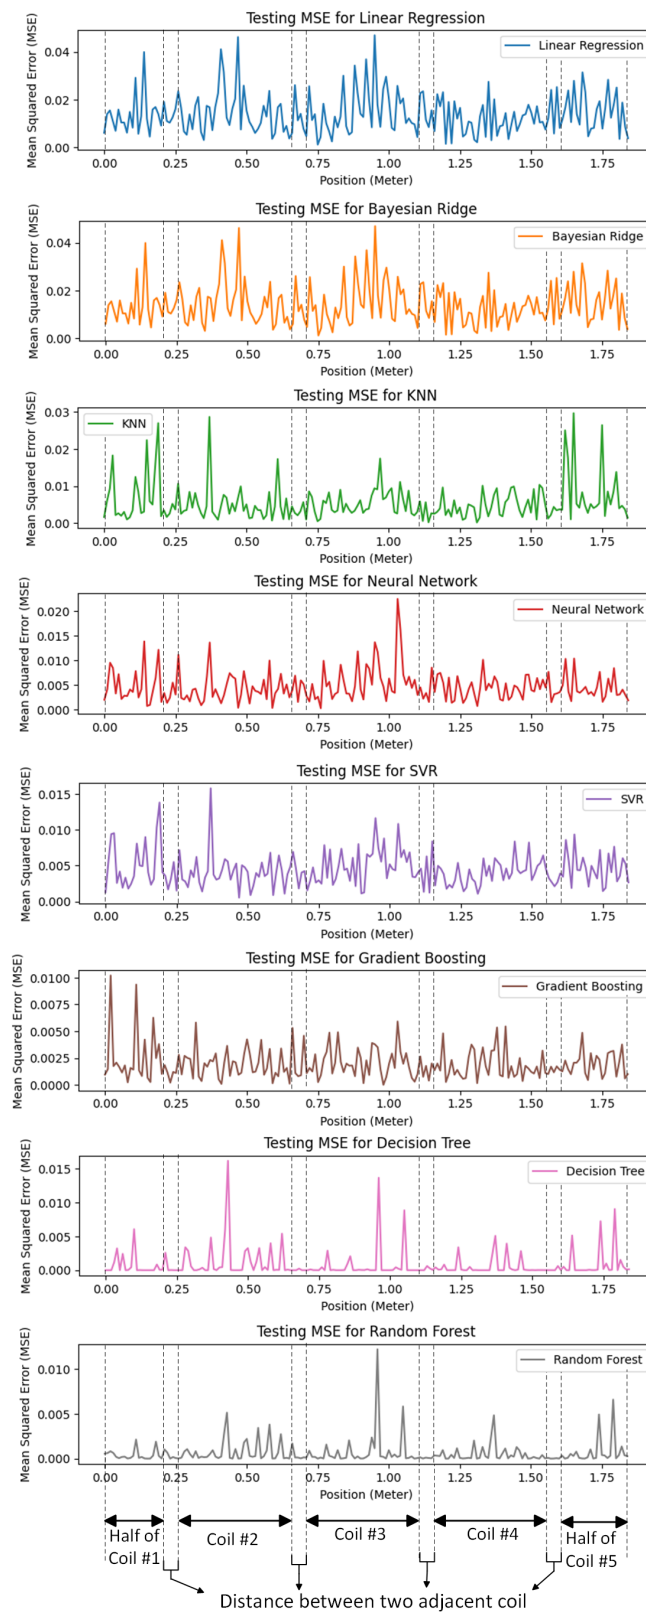 Testing MSE for Linear Regression
Mean Squared Error (MSE)
0.04
0.02
0.00
Linear Regression
0.00 0.25 0.50 0.75 1.00 1.25 1.50 1.75
Position (Meter)
Testing MSE for Bayesian Ridge
Mean Squared Error (MSE)
0.04
0.02
0.00
Bayesian Ridge
0.00 0.25 0.50 0.75 1.00 1.25 1.50 1.75
Position (Meter)
Testing MSE for KNN
Mean Squared Error (MSE)
0.03
0.02
0.01
0.00
KNN
0.00 0.25 0.50 0.75 1.00 1.25 1.50 1.75
Position (Meter)
Testing MSE for Neural Network
Mean Squared Error (MSE)
0.020
0.015
0.010
0.005
0.000
Neural Network
0.00 0.25 0.50 0.75 1.00 1.25 1.50 1.75
Position (Meter)
Testing MSE for SVR
Mean Squared Error (MSE)
0.015
0.010
0.005
0.000
SVR
0.00 0.25 0.50 0.75 1.00 1.25 1.50 1.75
Position (Meter)
Testing MSE for Gradient Boosting
Mean Squared Error (MSE)
0.0100
0.0075
0.0050
0.0025
0.0000
Gradient Boosting
0.00 0.25 0.50 0.75 1.00 1.25 1.50 1.75
Position (Meter)
Testing MSE for Decision Tree
Mean Squared Error (MSE)
0.015
0.010
0.005
0.000
Decision Tree
0.00 0.25 0.50 0.75 1.00 1.25 1.50 1.75
Position (Meter)
Testing MSE for Random Forest
Mean Squared Error (MSE)
0.010
0.005
0.000
Random Forest
0.00 0.25 0.50 0.75 1.00 1.25 1.50 1.75
Position (Meter)
Half of
Coil #1
Coil #2
Coil #3
Coil #4
Half of
Coil #5
Distance between two adjacent coil